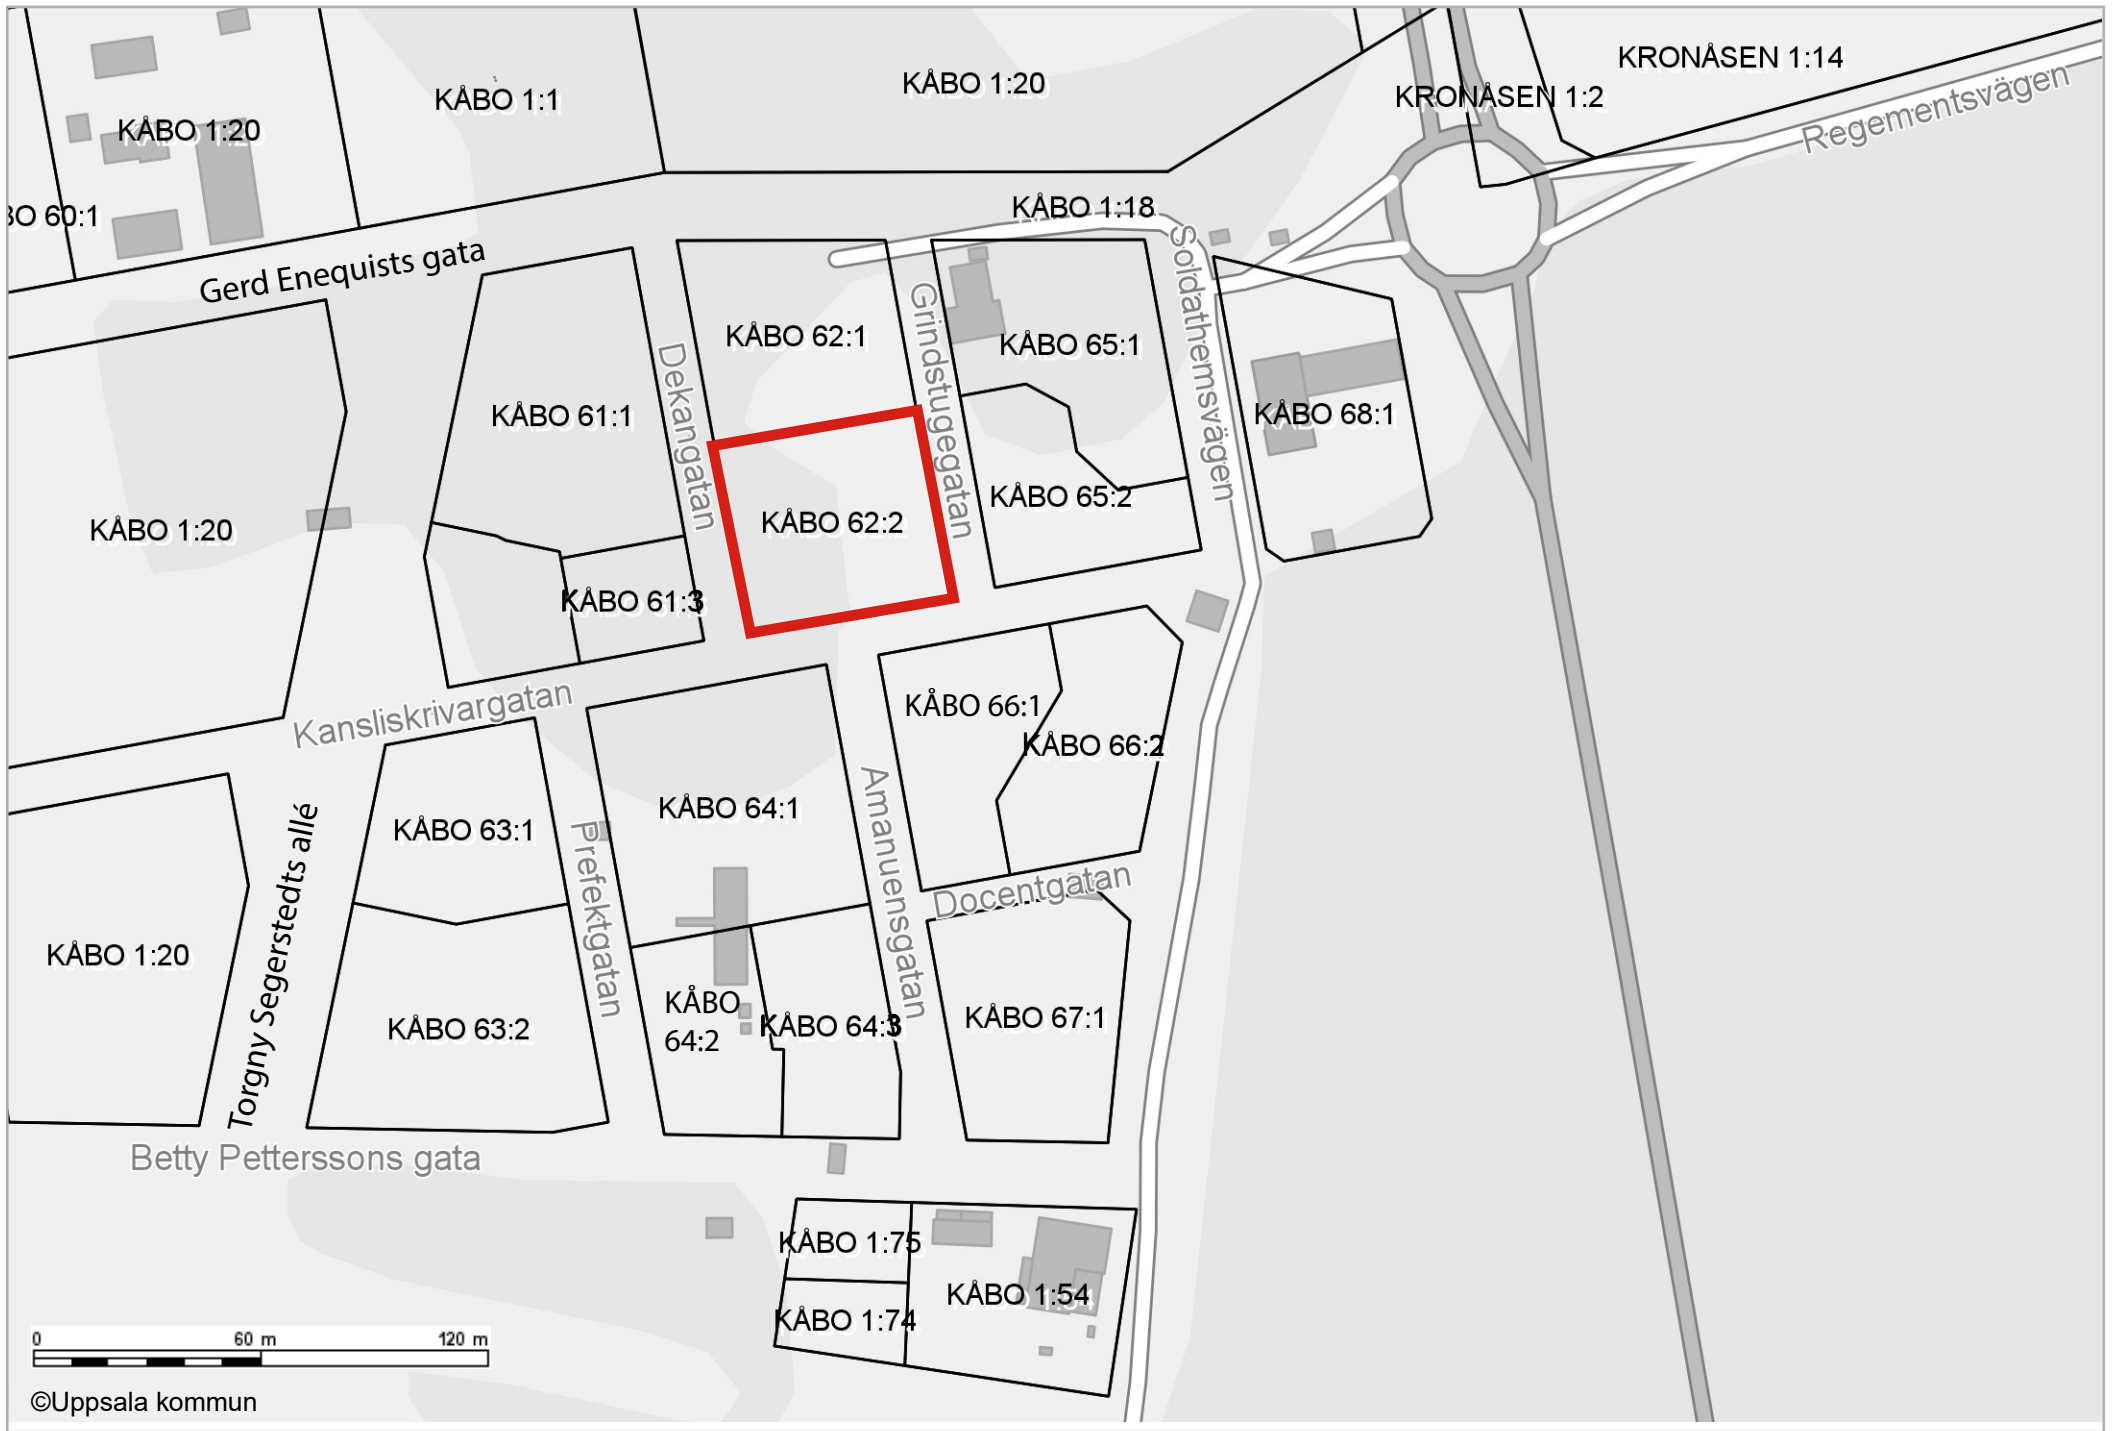 KRONÅSEN 1:14
KÅBO 1:20
KÅBO 1:1
KRONÅSEN 1:2
Regementsvägen
KÅBO 1:20
KÅBO 1:18
BO 60:1
Gerd Enequists gata
Soldathemsvägen
KÅBO 62:1
Grindstugegatan
KÅBO 65:1
Dekangatan
KÅBO 61:1
KÅBO 68:1
KÅBO 65:2
KÅBO 62:2
KÅBO 1:20
KÅBO 61:3
Kansliskrivargatan
KÅBO 66:1
KÅBO 66:2
KÅBO 64:1
Amanuensgatan
KÅBO 63:1
Prefektgatan
Torgny Segerstedts allé
Docentgatan
KÅBO 1:20
KÅBO
64:2
KÅBO 64:3
KÅBO 67:1
KÅBO 63:2
Betty Petterssons gata
KÅBO 1:75
KÅBO 1:54
KÅBO 1:74
0 60 m 120 m
©Uppsala kommun